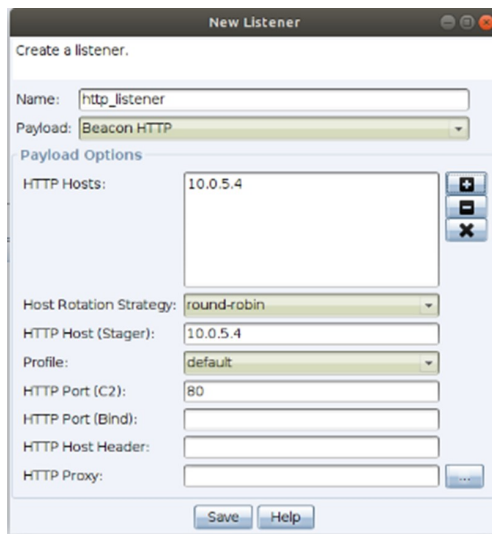 New Listener
Create a listener.
Name: http_listener
Payload: Beacon HTTP
Payload Options
HTTP Hosts: 10.0.5.4
Host Rotation Strategy: round-robin
HTTP Host (Stager): 10.0.5.4
Profile: default
HTTP Port (C2): 80
HTTP Port (Bind):
HTTP Host Header:
HTTP Proxy: ...
Save Help